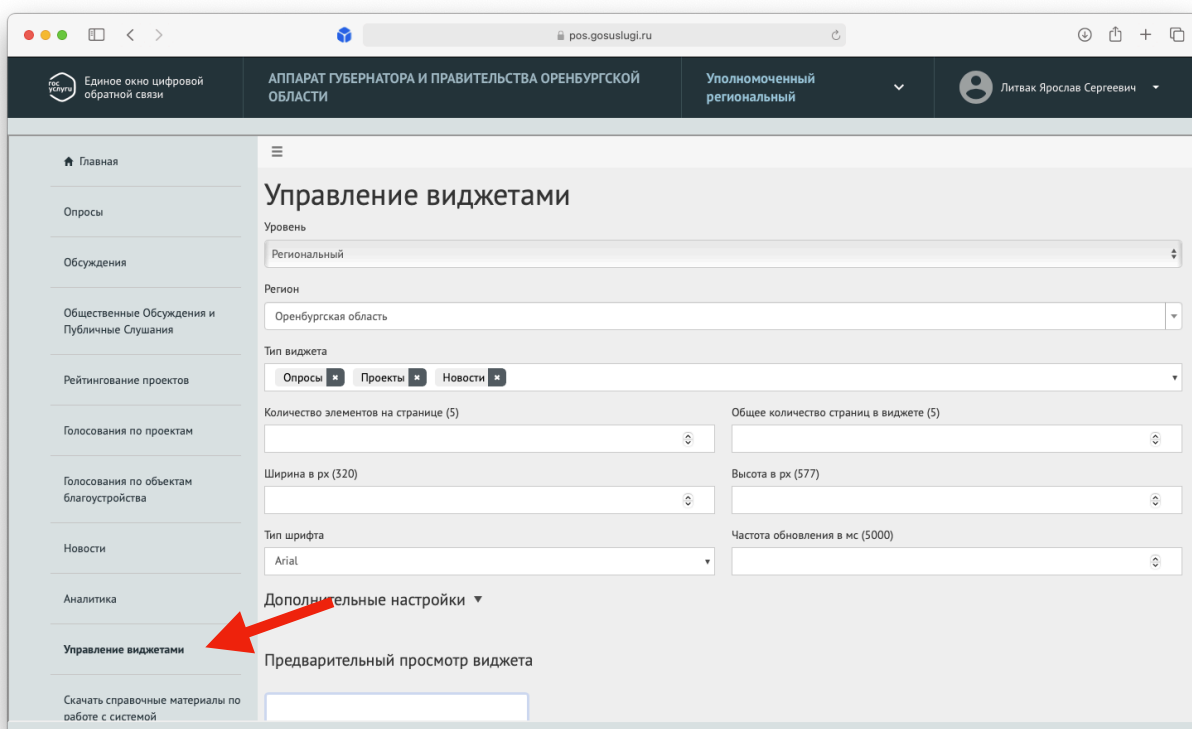 pos.gosuslugi.ru
гос
услуги
Единое окно цифровой
обратной связи
АППАРАТ ГУБЕРНАТОРА И ПРАВИТЕЛЬСТВА ОРЕНБУРГСКОЙ
ОБЛАСТИ
Уполномоченный
региональный
Литвак Ярослав Сергеевич
Главная
Опросы
Обсуждения
Общественные Обсуждения и
Публичные Слушания
Рейтингование проектов
Голосования по проектам
Голосования по объектам
благоустройства
Новости
Аналитика
Управление виджетами
Скачать справочные материалы по
работе с системой
Управление виджетами
Уровень
Региональный
Регион
Оренбургская область
Тип виджета
Опросы Проекты Новости
Количество элементов на странице (5) Общее количество страниц в виджете (5)
Ширина в px (320) Высота в px (577)
Тип шрифта Частота обновления в мс (5000)
Arial
Дополнительные настройки
Предварительный просмотр виджета